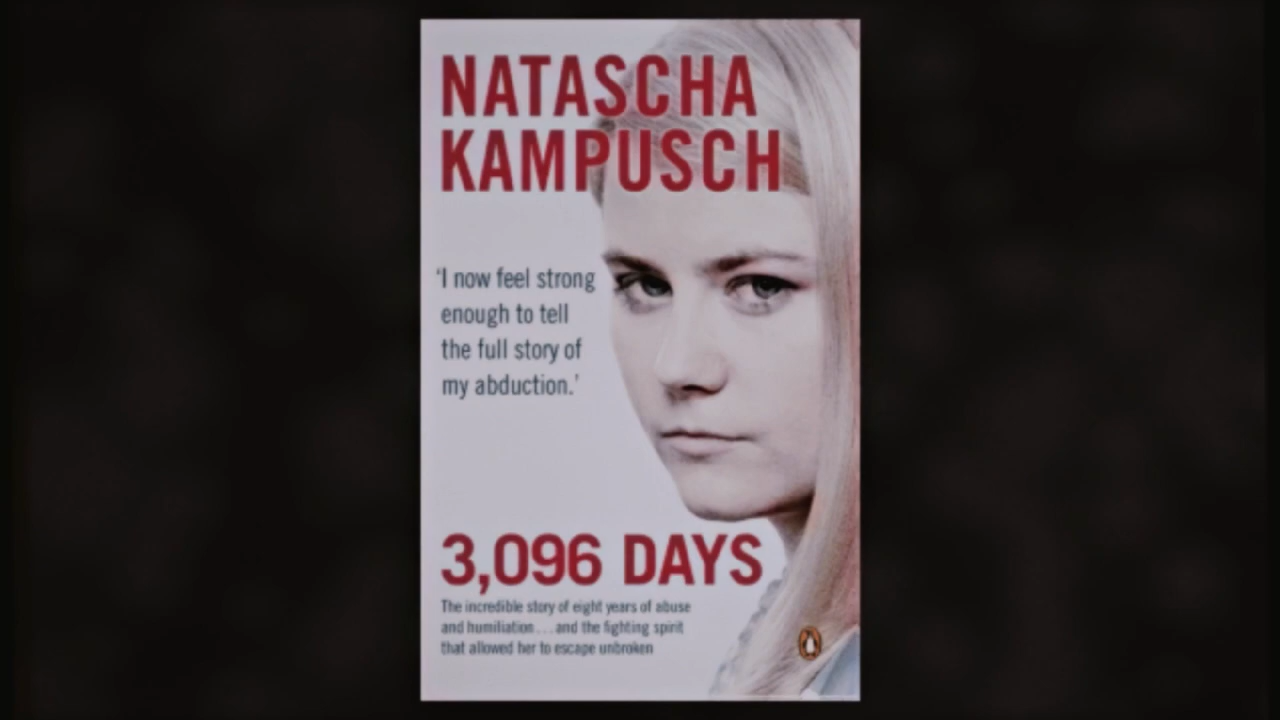 NATASCHA
KAMPUSCH
‘I now feel strong
enough to tell
the full story of
my abduction.’
3,096 DAYS
The incredible story of eight years of abuse
and humiliation...and the fighting spirit
that allowed her to escape unbroken